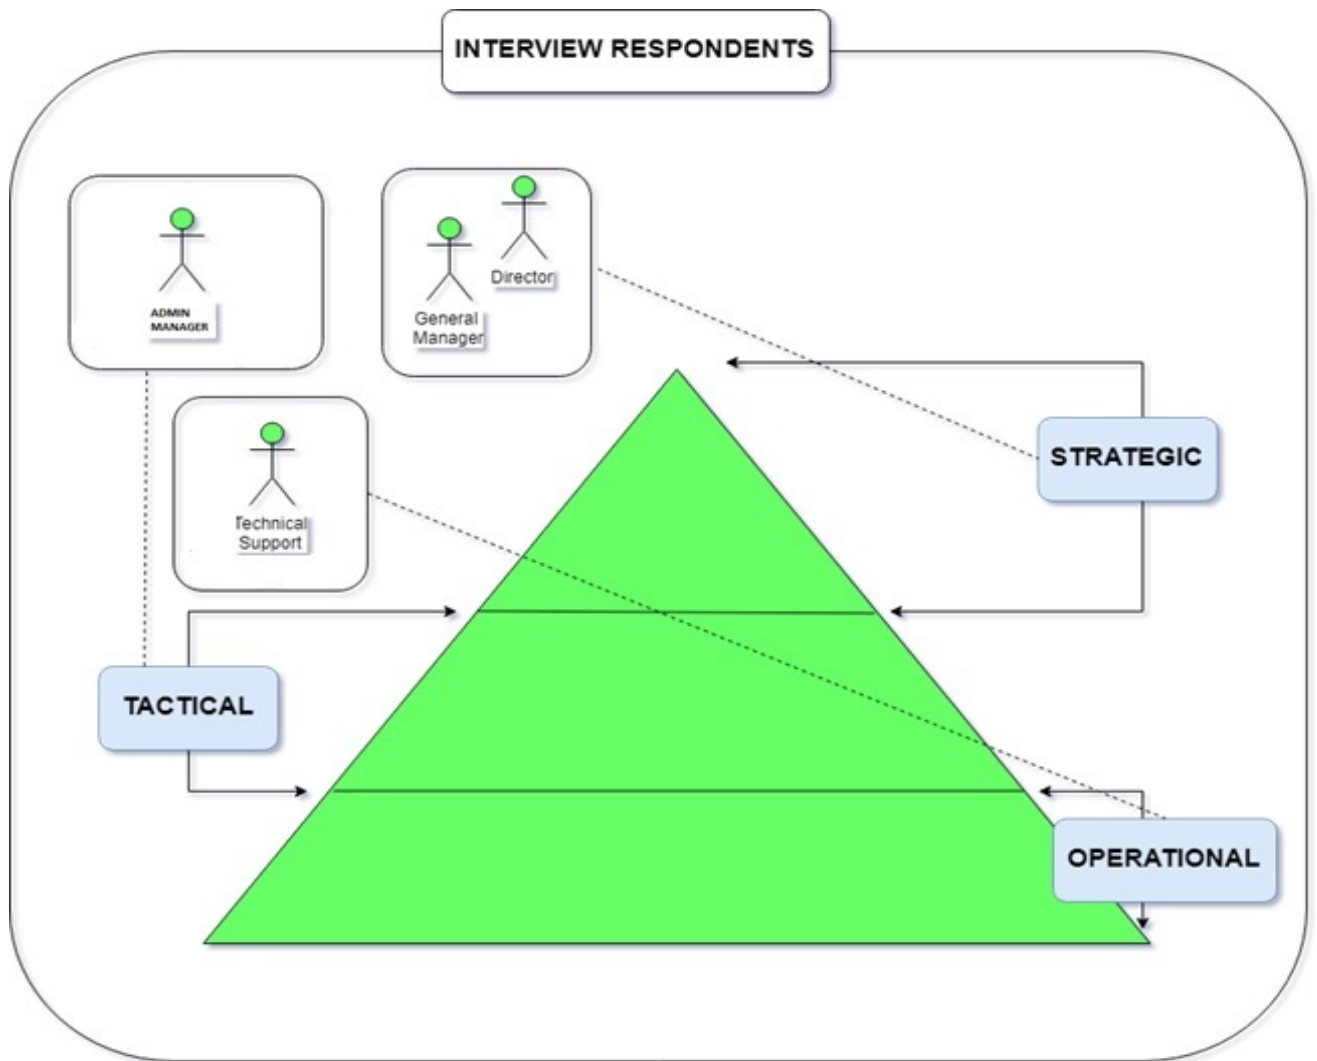 INTERVIEW RESPONDENTS
Director
General
Manager
ADMIN
MANAGER
STRATEGIC
Technical
Support
TACTICAL
OPERATIONAL